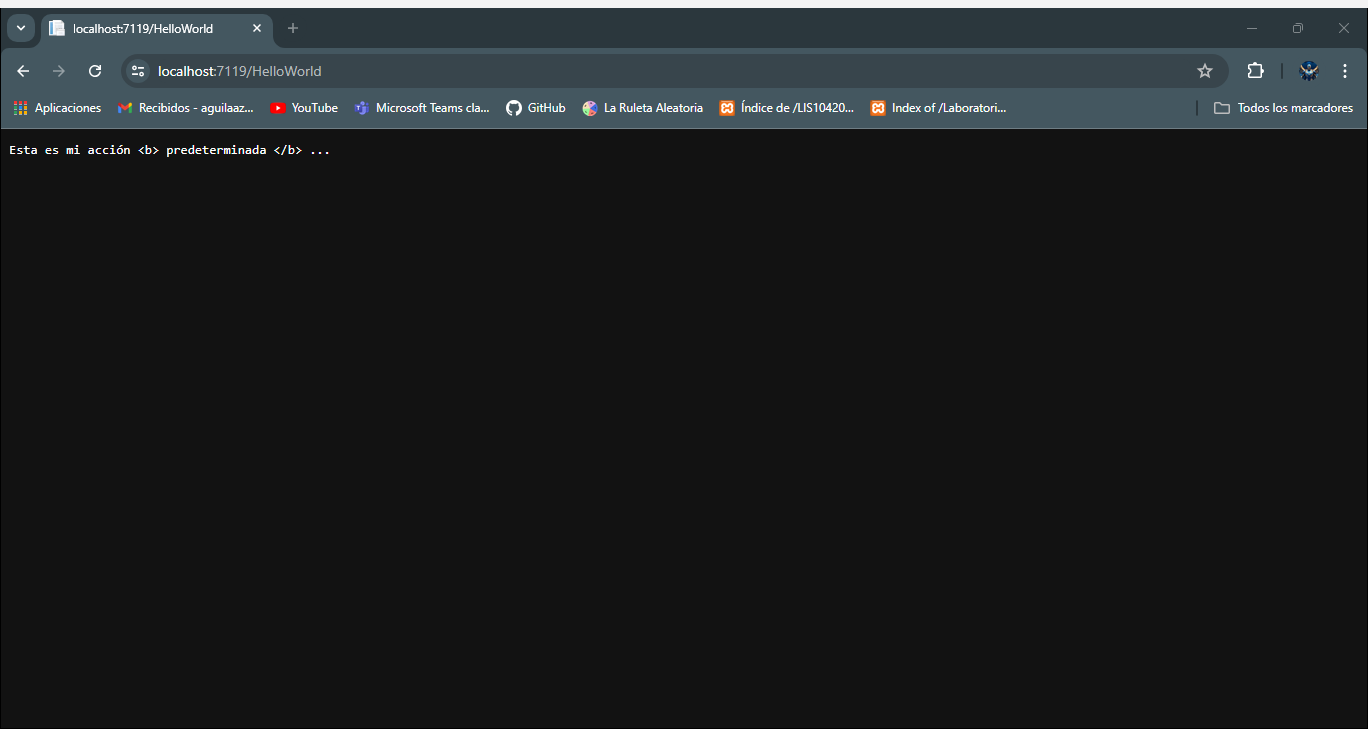 localhost:7119/HelloWorld
localhost:7119/HelloWorld
Aplicaciones Recibidos - aguilaaz... YouTube Microsoft Teams cla... GitHub La Ruleta Aleatoria Índice de /LIS10420... Index of /Laboratori... Todos los marcadores
Esta es mi acción <b> predeterminada </b> ...